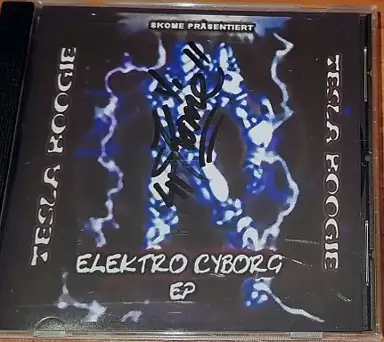 SKOME PRÄSENTIERT
TESLA BOOGIE
TESLA BOOGIE
ELEKTRO CYBORG
EP